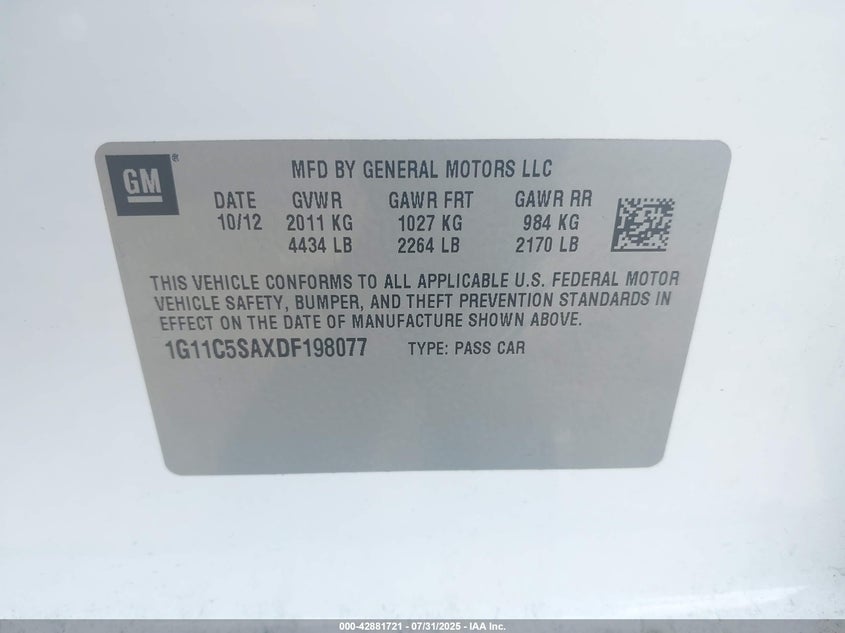 GM®
MFD BY GENERAL MOTORS LLC
DATE GVWR GAWR FRT GAWR RR
10/12 2011 KG 1027 KG 984 KG
4434 LB 2264 LB 2170 LB
THIS VEHICLE CONFORMS TO ALL APPLICABLE U.S. FEDERAL MOTOR
VEHICLE SAFETY, BUMPER, AND THEFT PREVENTION STANDARDS IN
EFFECT ON THE DATE OF MANUFACTURE SHOWN ABOVE.
1G11C5SAXDF198077 TYPE: PASS CAR
000-42881721 - 07/31/2025 - IAA Inc.